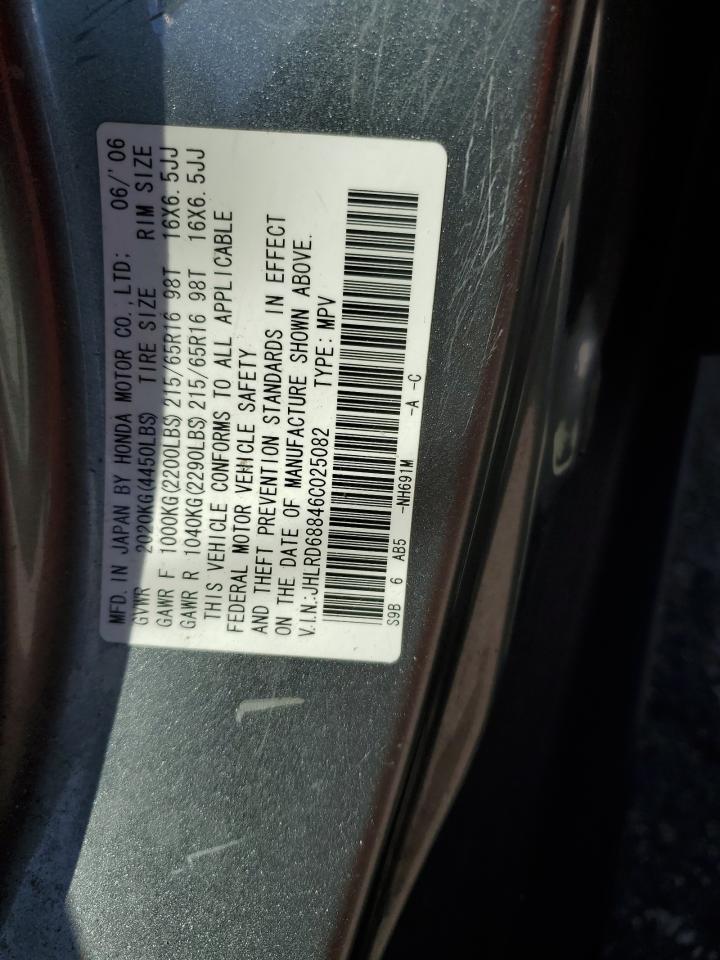 MFD. IN JAPAN BY HONDA MOTOR CO.,LTD; 06/'06
GVWR 2020KG(4450LBS) TIRE SIZE RIM SIZE
GAWR F 1000KG(2200LBS) 215/65R16 98T 16X6.5JJ
GAWR R 1040KG(2290LBS) 215/65R16 98T 16X6.5JJ
THIS VEHICLE CONFORMS TO ALL APPLICABLE
FEDERAL MOTOR VEHICLE SAFETY
AND THEFT PREVENTION STANDARDS IN EFFECT
ON THE DATE OF MANUFACTURE SHOWN ABOVE.
V.I.N:JHLRD68846C025082 TYPE: MPV
S9B 6 AB5 -NH691M -A -C